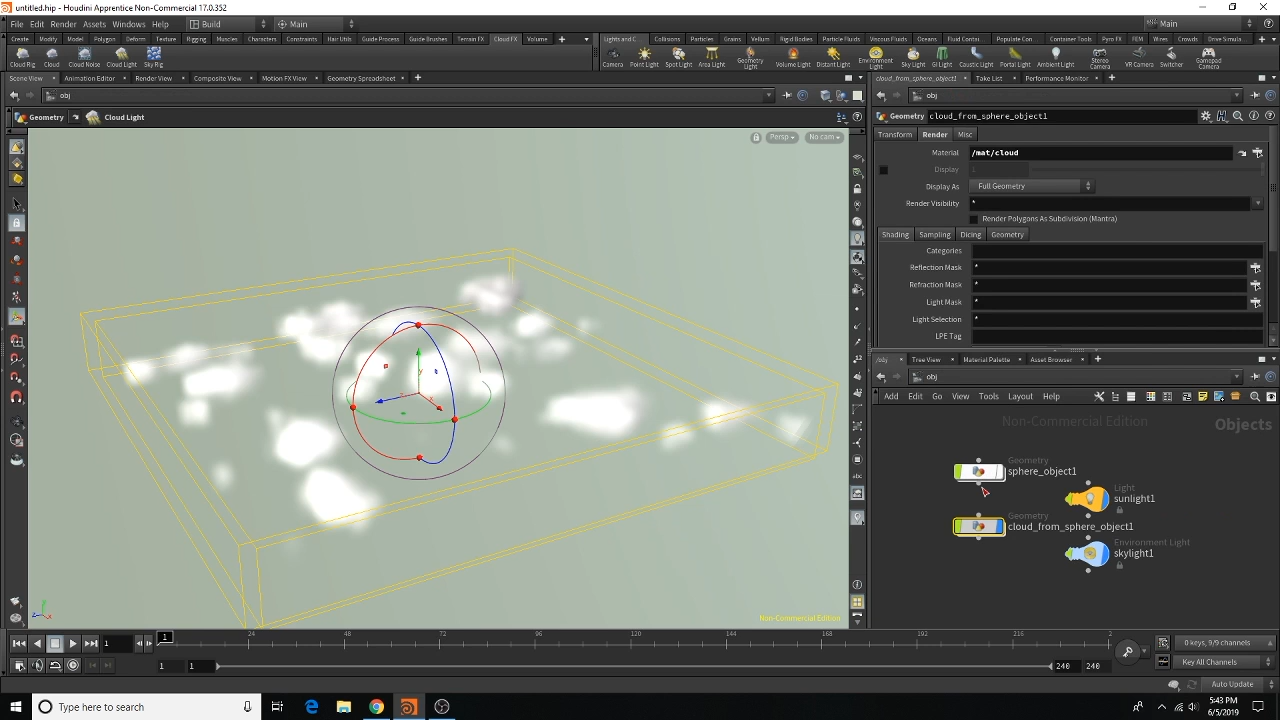 untitled.hip - Houdini Apprentice Non-Commercial 17.0.352
File Edit Render Assets Windows Help Build Main Main
Create Modify Model Polygon Deform Texture Rigging Muscles Characters Constraints Hair Utils Guide Process Guide Brushes Terrain FX Cloud FX Volume
Lights and C... Collisions Particles Grains Vellum Rigid Bodies Particle Fluids Viscous Fluids Oceans Fluid Contai... Populate Con... Container Tools Pyro FX FEM Wires Crowds Drive Simula...
Cloud Rig Cloud Cloud Noise Cloud Light Sky Rig
Camera Point Light Spot Light Area Light Geometry Light Volume Light Distant Light Environment Light Sky Light GI Light Caustic Light Portal Light Ambient Light Stereo Camera VR Camera Switcher Gamepad Camera
Scene View Animation Editor Render View Composite View Motion FX View Geometry Spreadsheet
cloud_from_sphere_object1 Take List Performance Monitor
obj
obj
Geometry Cloud Light
Geometry cloud_from_sphere_object1
Persp No cam
Transform Render Misc
Material /mat/cloud
Display 1
Display As Full Geometry
Render Visibility *
Render Polygons As Subdivision (Mantra)
Shading Sampling Dicing Geometry
Categories
Reflection Mask *
Refraction Mask *
Light Mask *
Light Selection *
LPE Tag
/obj Tree View Material Palette Asset Browser
obj
Add Edit Go View Tools Layout Help
Non-Commercial Edition Objects
Geometry
sphere_object1
Light
sunlight1
Geometry
cloud_from_sphere_object1
Environment Light
skylight1
Non-Commercial Edition
1 1 24 48 72 96 120 144 168 192 216 2
0 keys, 9/9 channels
1 1 240 240 Key All Channels
Auto Update
Type here to search
5:43 PM
6/5/2019